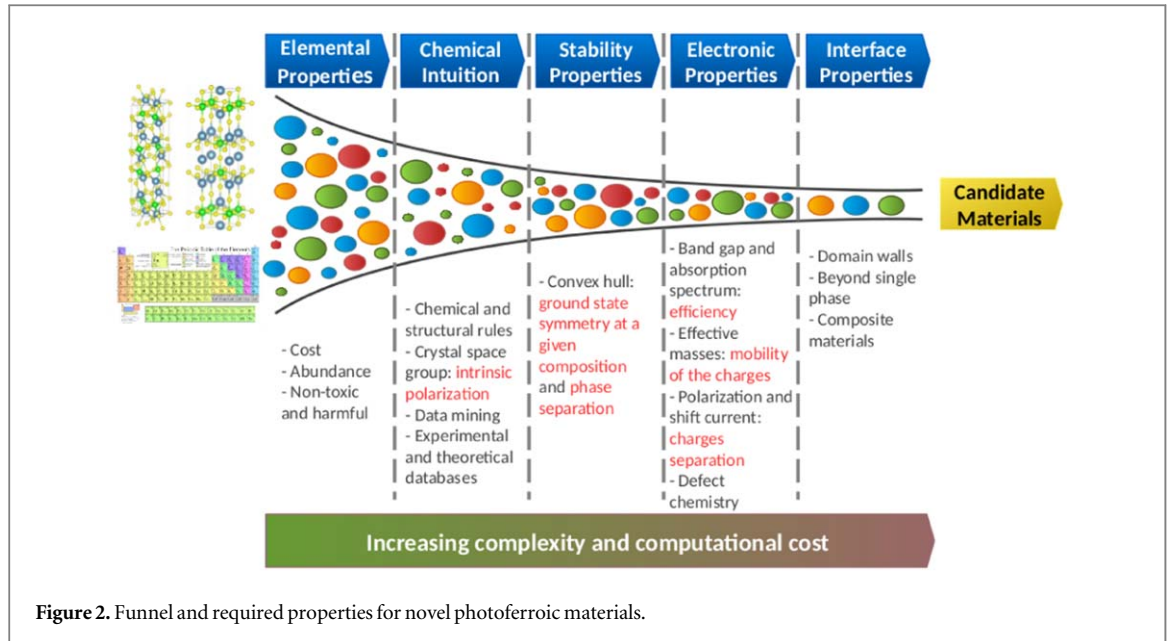 Elemental
Properties
Chemical
Intuition
Stability
Properties
Electronic
Properties
Interface
Properties
Candidate
Materials
- Cost
- Abundance
- Non-toxic
and harmful
- Chemical and
structural rules
- Crystal space
group: intrinsic
polarization
- Data mining
- Experimental
and theoretical
databases
- Convex hull:
ground state
symmetry at a
given
composition
and phase
separation
- Band gap and
absorption
spectrum:
efficiency
- Effective
masses: mobility
of the charges
- Polarization and
shift current:
charges
separation
- Defect
chemistry
- Domain walls
- Beyond single
phase
- Composite
materials
Increasing complexity and computational cost
Figure 2. Funnel and required properties for novel photoferroic materials.